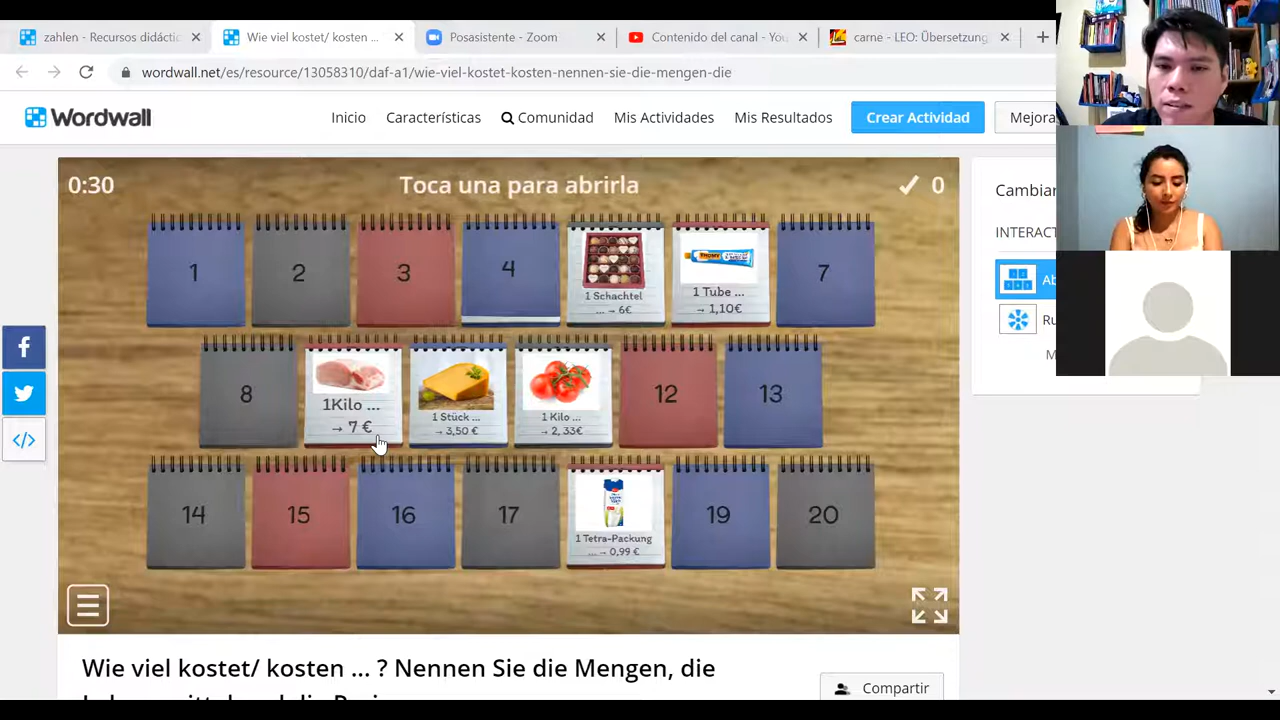 zahlen - Recursos didáctic
Wie viel kostet/ kosten ...
Posasistente - Zoom
Contenido del canal - You
carne - LEO: Übersetzung
wordwall.net/es/resource/13058310/daf-a1/wie-viel-kostet-kosten-nennen-sie-die-mengen-die
Wordwall
Inicio
Características
Comunidad
Mis Actividades
Mis Resultados
Crear Actividad
Mejora
0:30
Toca una para abrirla
0
Cambiar
INTERACT
Ab
Ru
M
1
2
3
4
1 Schachtel
... → 6€
THOMY
1 Tube ...
→ 1,10€
7
8
1Kilo ...
→ 7 €
1 Stück ...
→ 3,50 €
1 Kilo ...
→ 2, 33€
12
13
14
15
16
17
1 Tetra-Packung
... → 0,99 €
19
20
Wie viel kostet/ kosten ... ? Nennen Sie die Mengen, die
Compartir